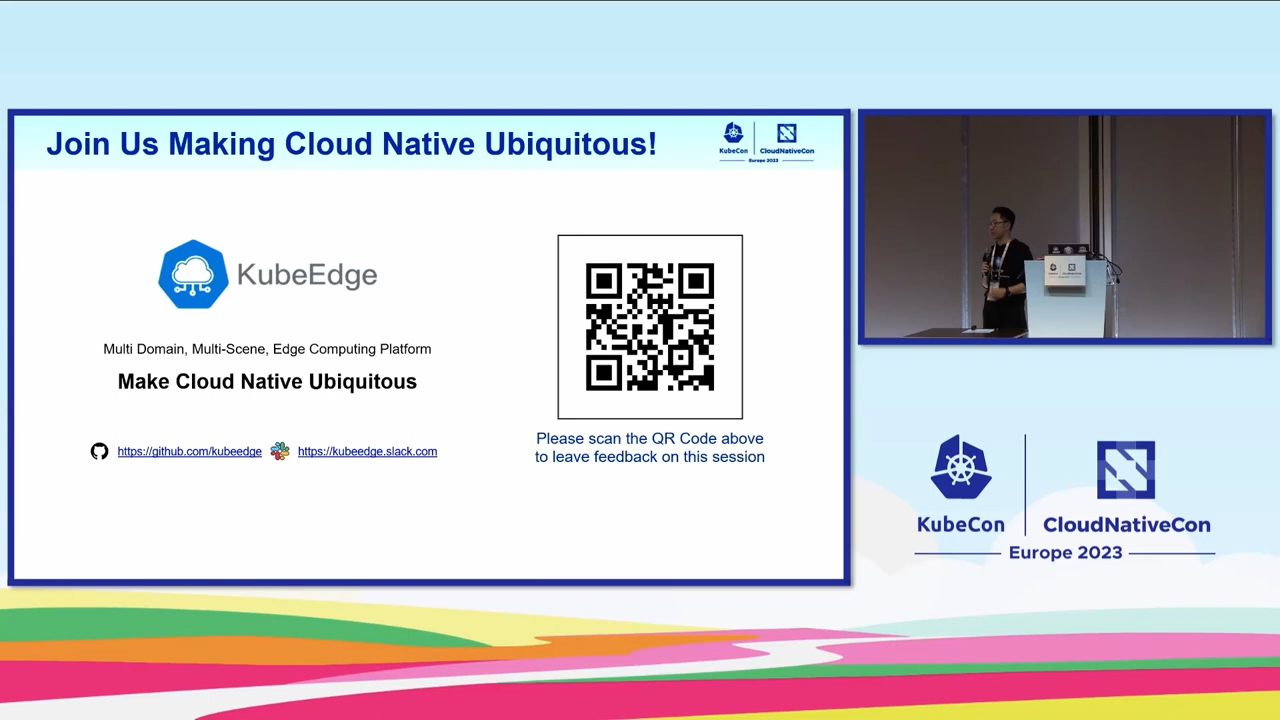 Join Us Making Cloud Native Ubiquitous!
KubeCon
CloudNativeCon
Europe 2023
KubeEdge
Multi Domain, Multi-Scene, Edge Computing Platform
Make Cloud Native Ubiquitous
https://github.com/kubeedge
https://kubeedge.slack.com
Please scan the QR Code above
to leave feedback on this session
KubeCon
CloudNativeCon
Europe 2023